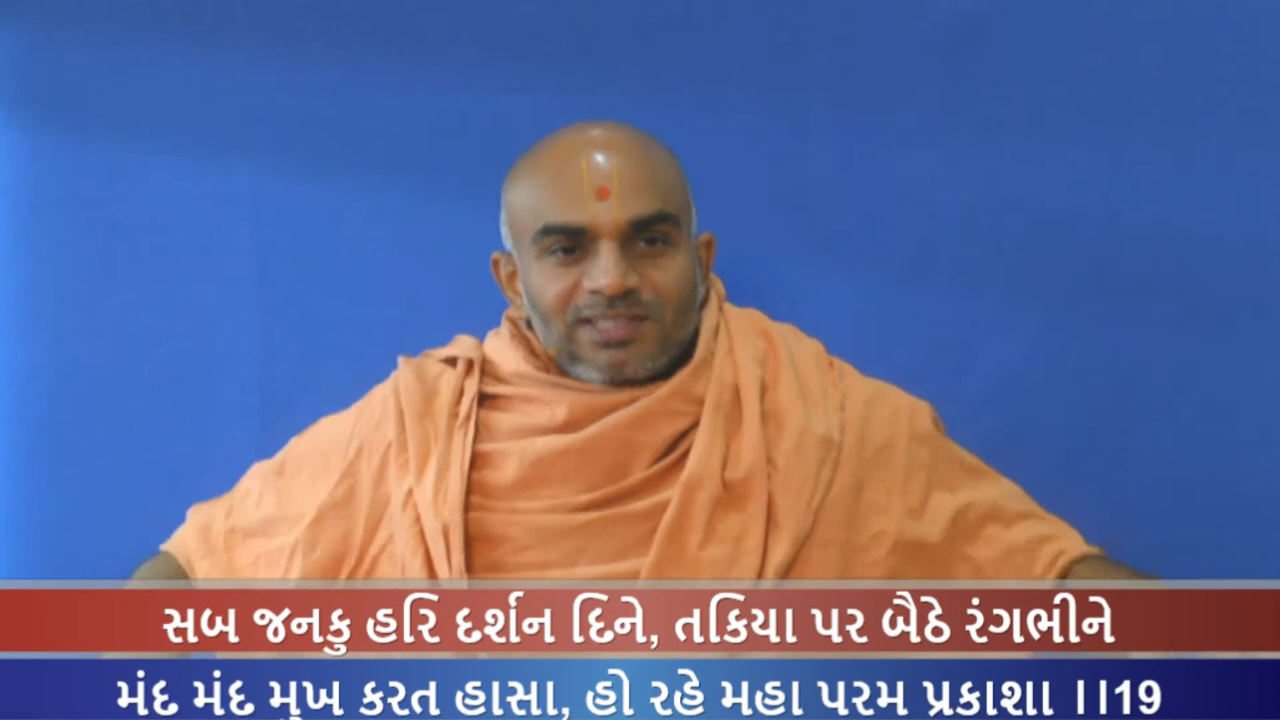 સબ જનકુ હરિ દર્શન દિને, તકિયા પર બૈઠે રંગભીને
મંદ મંદ મુખ કરત હાસા, હો રહે મહા પરમ પ્રકાશા ।।19